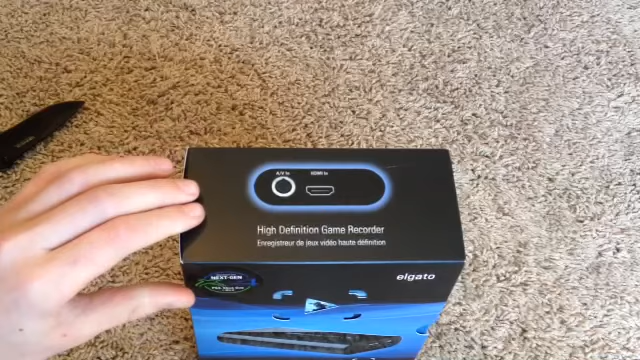 A/V In
HDMI In
High Definition Game Recorder
Enregistreur de jeux vidéo haute définition
elgato
NEXT-GEN